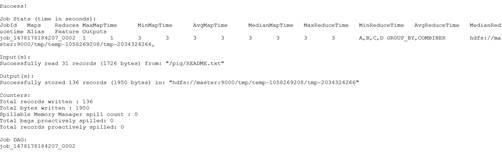 Success!
Job Stats (time in seconds):
JobId Maps Reduces MaxMapTime MinMapTime AvgMapTime MedianMapTime MaxReduceTime MinReduceTime AvgReduceTime MedianRed
ucetime Alias Feature Outputs
job_1478178184207_0002 1 1 3 3 3 3 3 3 3 3 A,B,C,D GROUP_BY,COMBINER hdfs://ma
ster:9000/tmp/temp-1058269208/tmp-2034324266,
Input(s):
Successfully read 31 records (1726 bytes) from: "/pig/README.txt"
Output(s):
Successfully stored 136 records (1950 bytes) in: "hdfs://master:9000/tmp/temp-1058269208/tmp-2034324266"
Counters:
Total records written : 136
Total bytes written : 1950
Spillable Memory Manager spill count : 0
Total bags proactively spilled: 0
Total records proactively spilled: 0
Job DAG:
job_1478178184207_0002